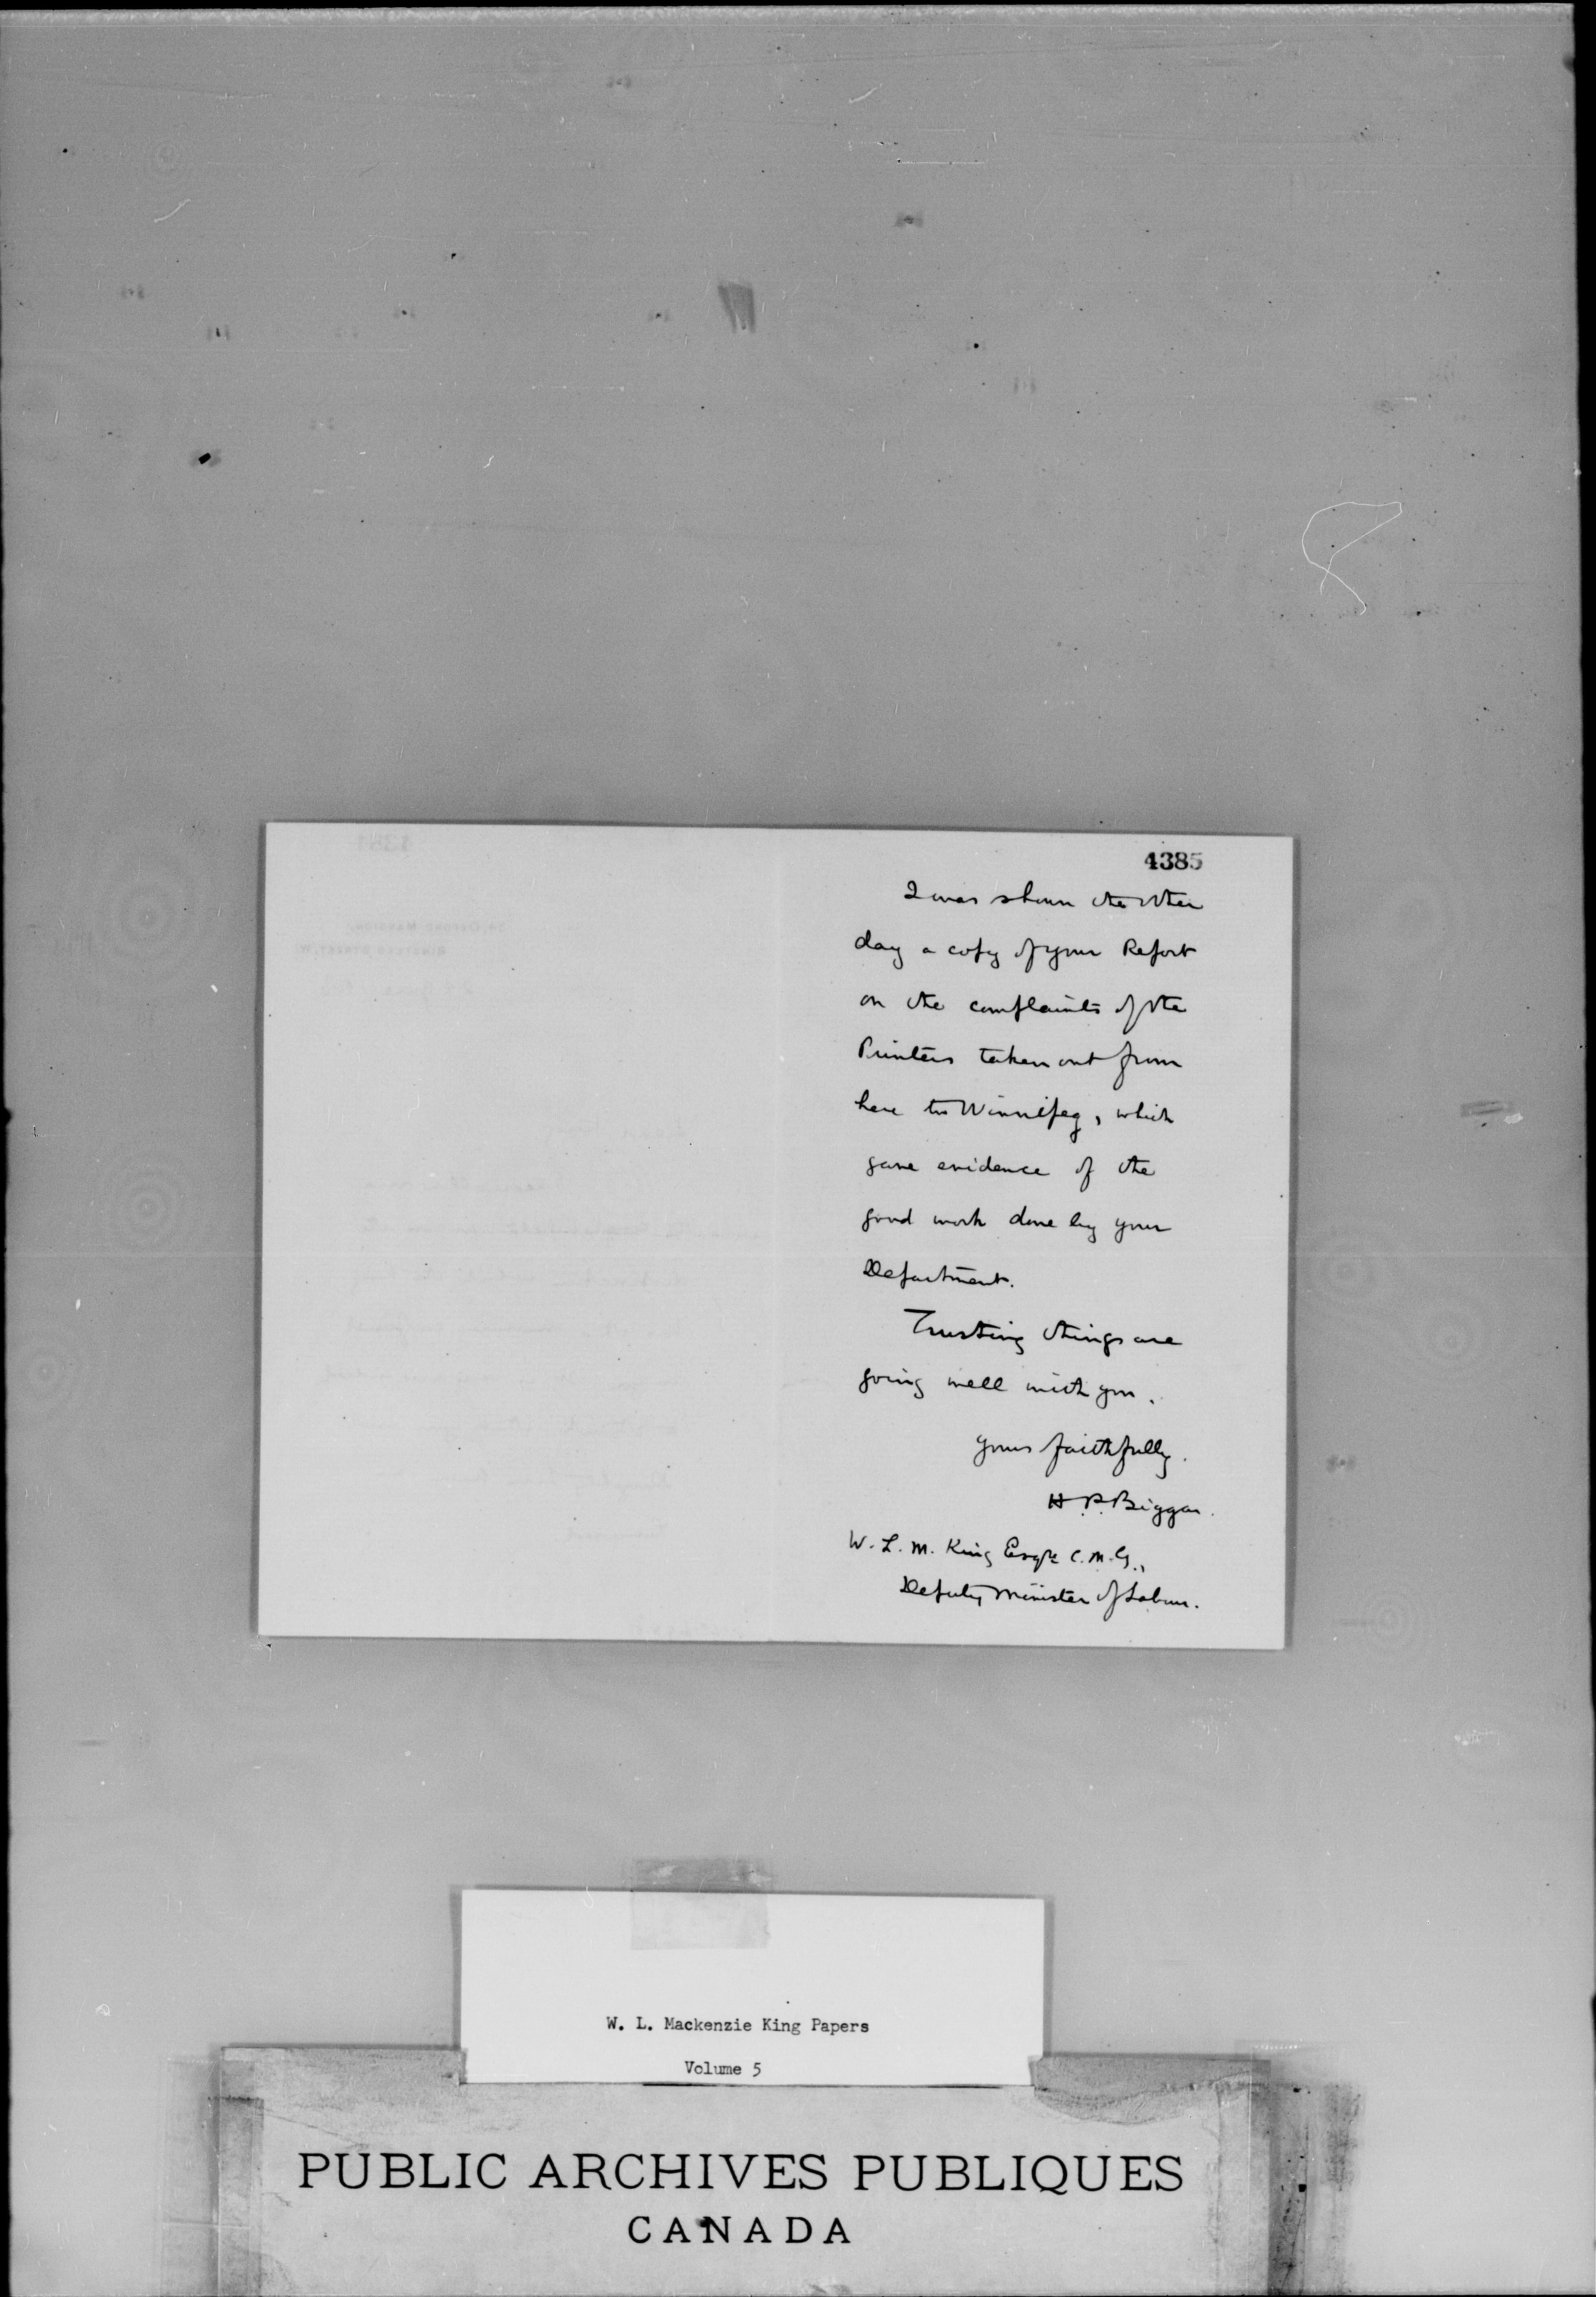 4385
I was shown the other
day a copy of your Report
on the complaints of the
Printers taken out from
here to Winnipeg, which
gave evidence of the
good work done by your
Department.
Trusting things are
going well with you.
Yours faithfully.
H.P. Biggar.
W. L. M. King Esqre C.M.G.,
Deputy Minister of Labour.
W. L. Mackenzie King Papers
Volume 5
PUBLIC ARCHIVES PUBLIQUES
CANADA